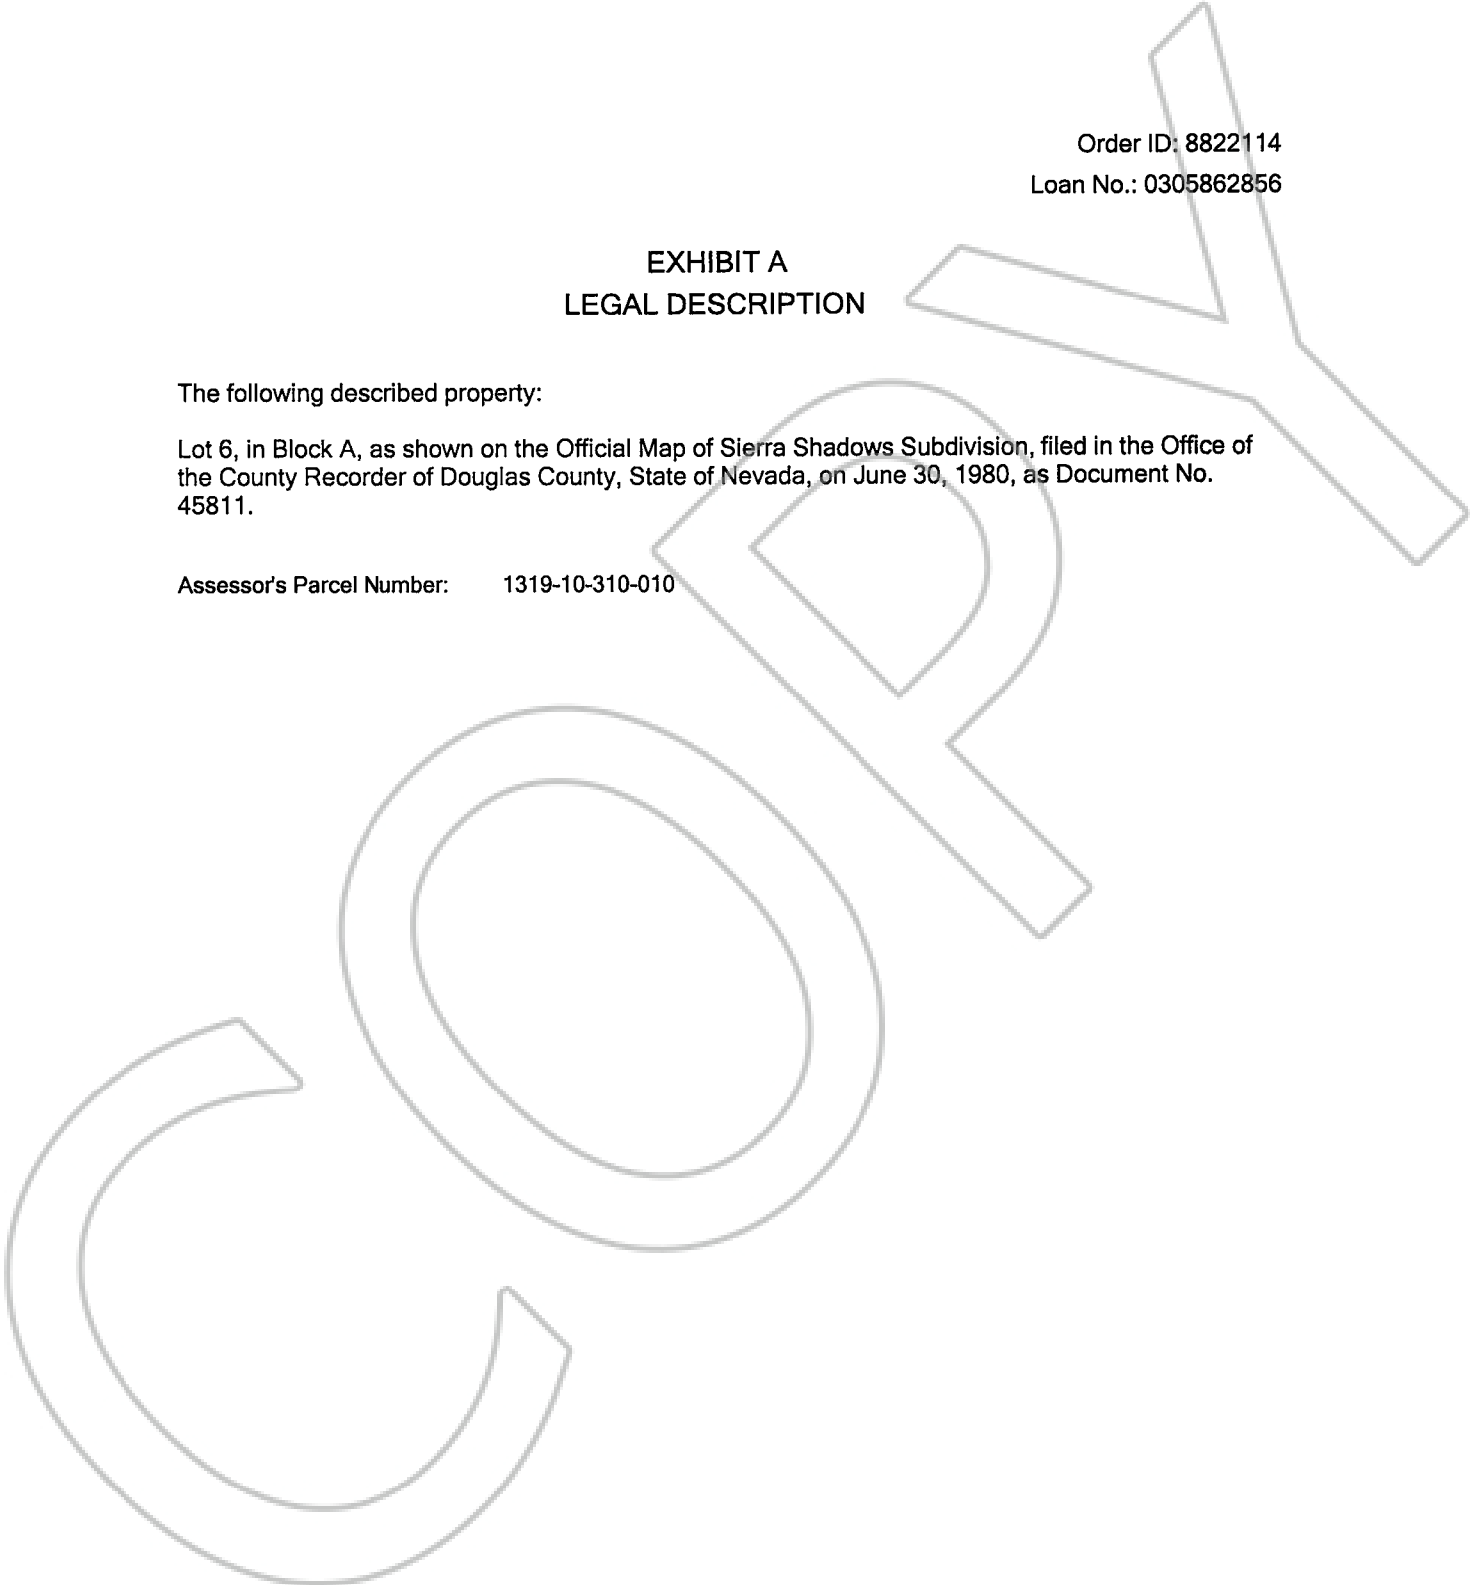 Order ID: 8822114
Loan No.: 0305862856
EXHIBIT A
LEGAL DESCRIPTION
The following described property:
Lot 6, in Block A, as shown on the Official Map of Sierra Shadows Subdivision, filed in the Office of
the County Recorder of Douglas County, State of Nevada, on June 30, 1980, as Document No.
45811.
Assessor's Parcel Number: 1319-10-310-010
COPY